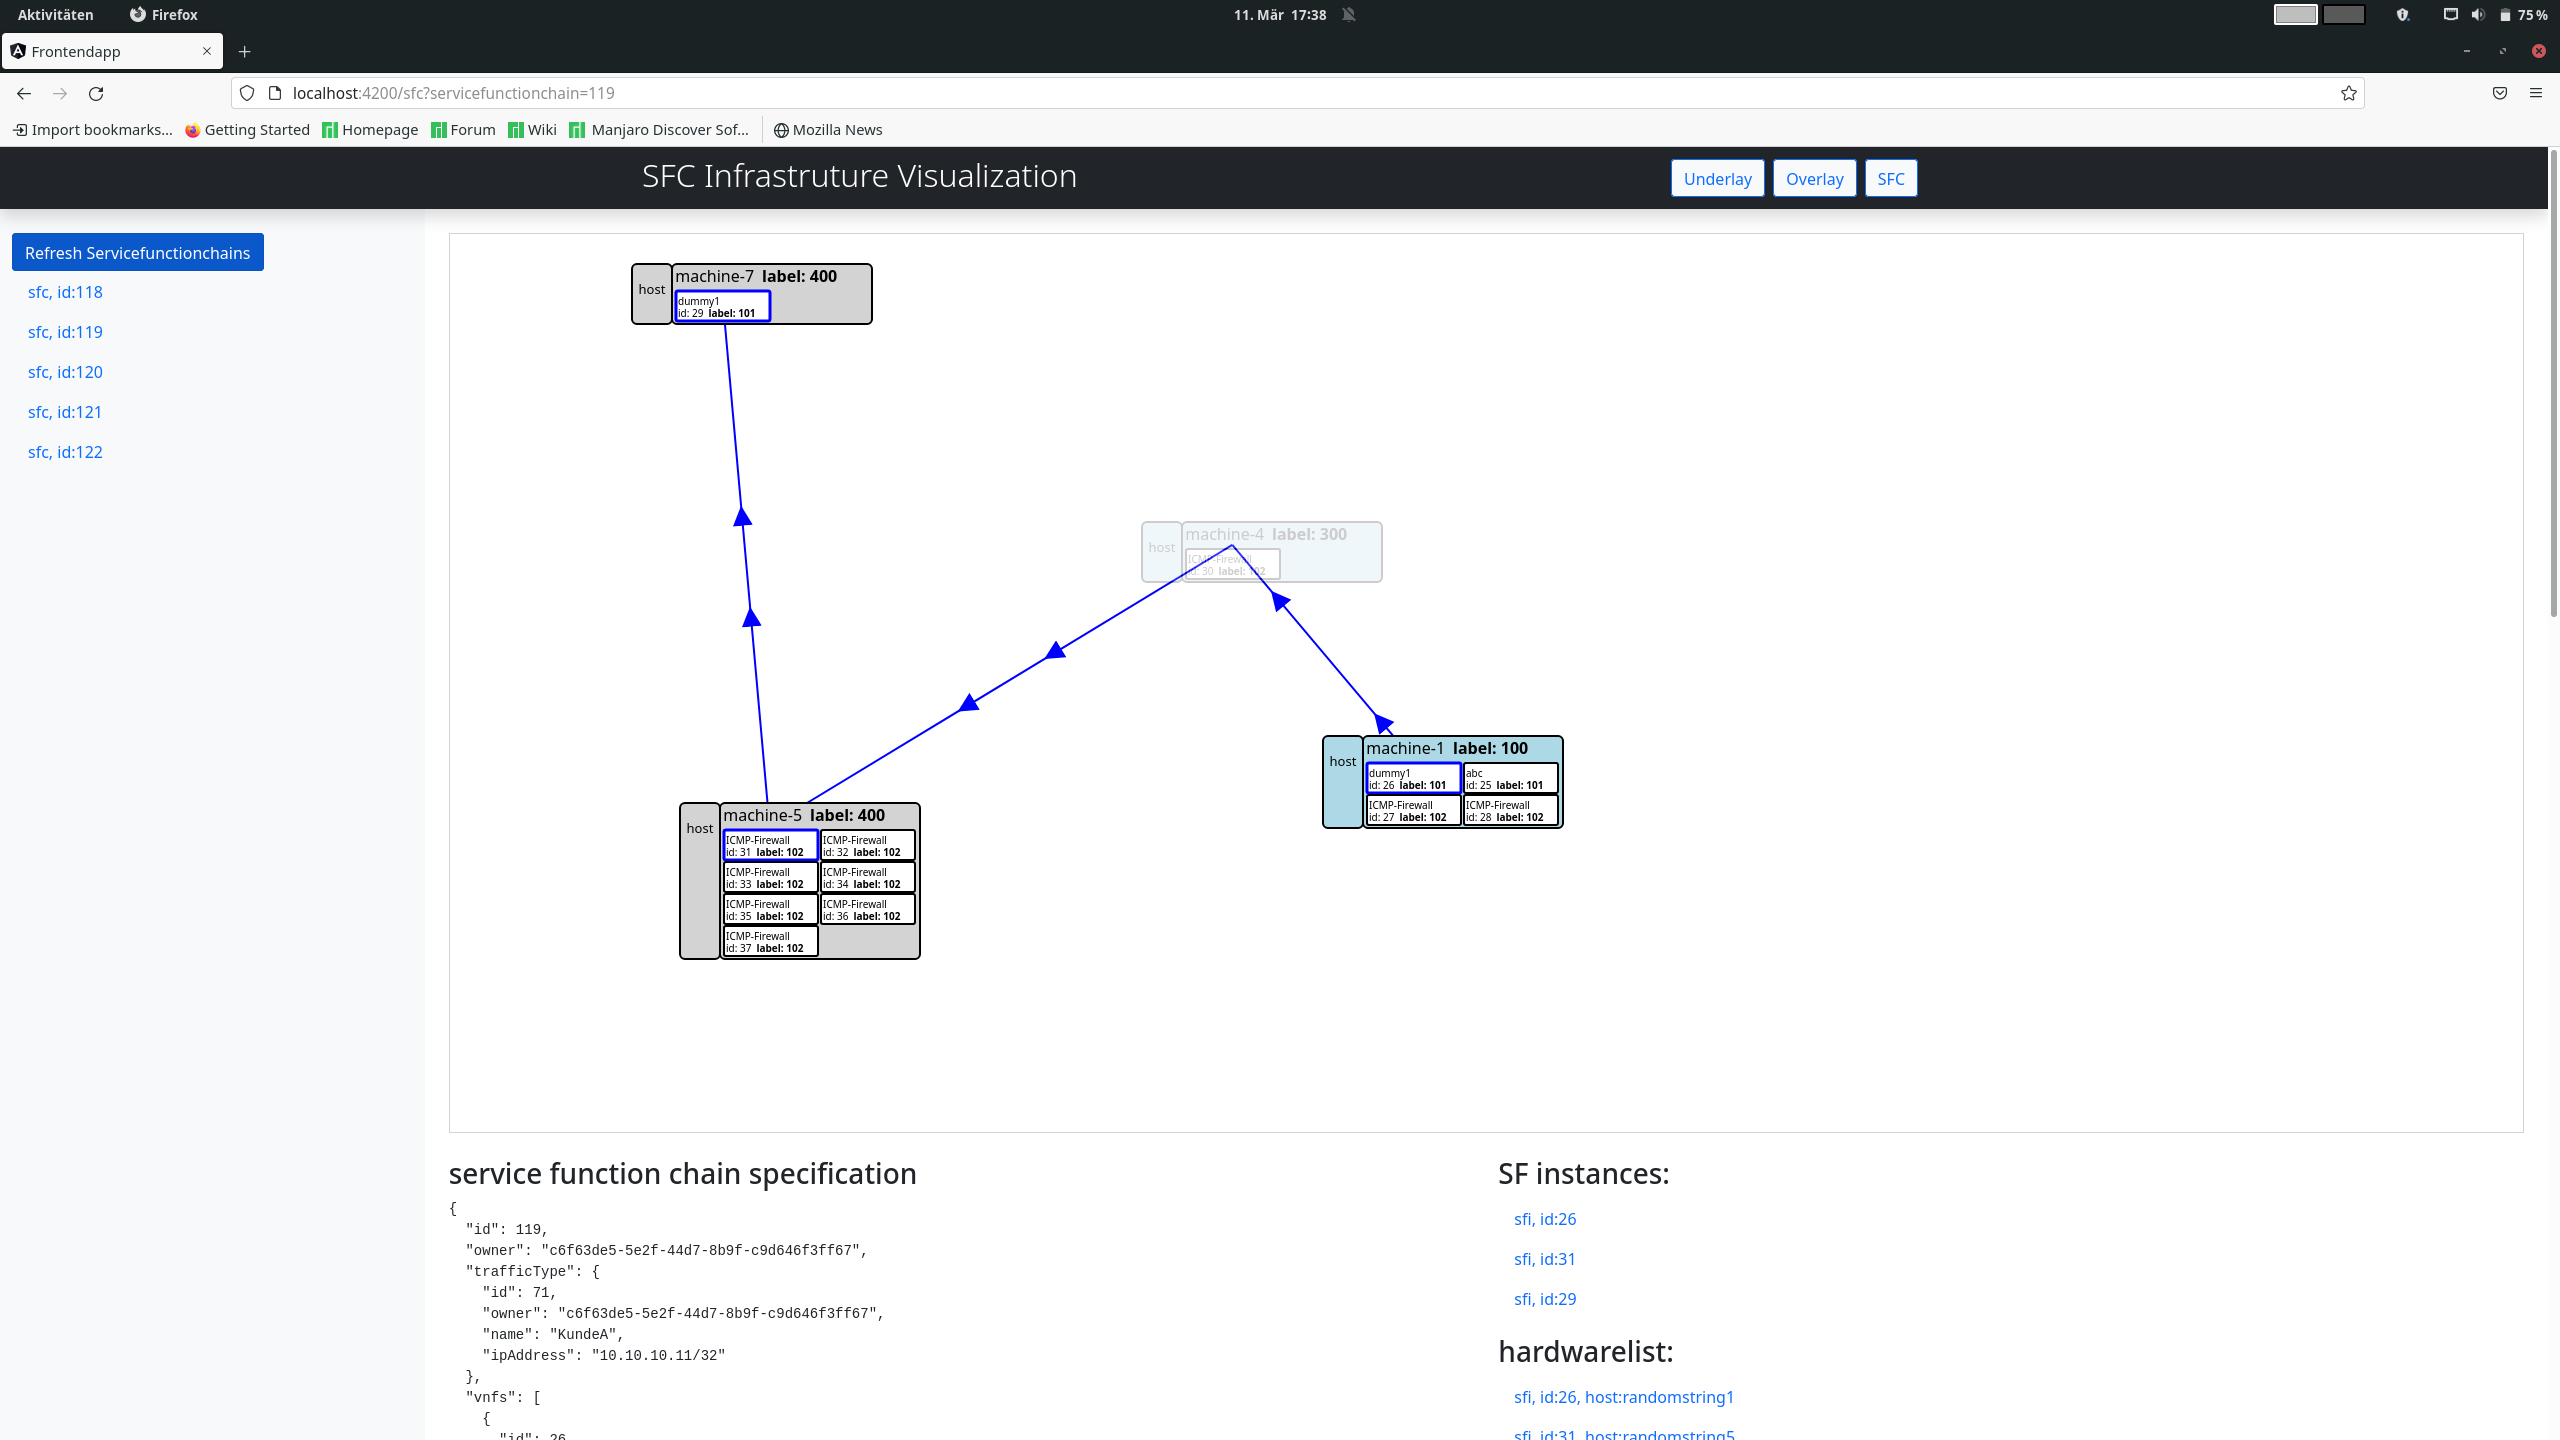 Aktivitäten Firefox 11. Mär 17:38 75 %
Frontendapp
localhost:4200/sfc?servicefunctionchain=119
Import bookmarks... Getting Started Homepage Forum Wiki Manjaro Discover Sof... Mozilla News
SFC Infrastruture Visualization Underlay Overlay SFC
Refresh Servicefunctionchains
sfc, id:118
sfc, id:119
sfc, id:120
sfc, id:121
sfc, id:122
host machine-7 label: 400
dummy1
id: 29 label: 101
host machine-4 label: 300
ICMP-Firewall
id: 30 label: 102
host machine-1 label: 100
dummy1 abc
id: 26 label: 101 id: 25 label: 101
ICMP-Firewall ICMP-Firewall
id: 27 label: 102 id: 28 label: 102
host machine-5 label: 400
ICMP-Firewall ICMP-Firewall
id: 31 label: 102 id: 32 label: 102
ICMP-Firewall ICMP-Firewall
id: 33 label: 102 id: 34 label: 102
ICMP-Firewall ICMP-Firewall
id: 35 label: 102 id: 36 label: 102
ICMP-Firewall
id: 37 label: 102
service function chain specification
{
"id": 119,
"owner": "c6f63de5-5e2f-44d7-8b9f-c9d646f3ff67",
"trafficType": {
"id": 71,
"owner": "c6f63de5-5e2f-44d7-8b9f-c9d646f3ff67",
"name": "KundeA",
"ipAddress": "10.10.10.11/32"
},
"vnfs": [
{
"id": 26
SF instances:
sfi, id:26
sfi, id:31
sfi, id:29
hardwarelist:
sfi, id:26, host:randomstring1
sfi, id:31, host:randomstring5